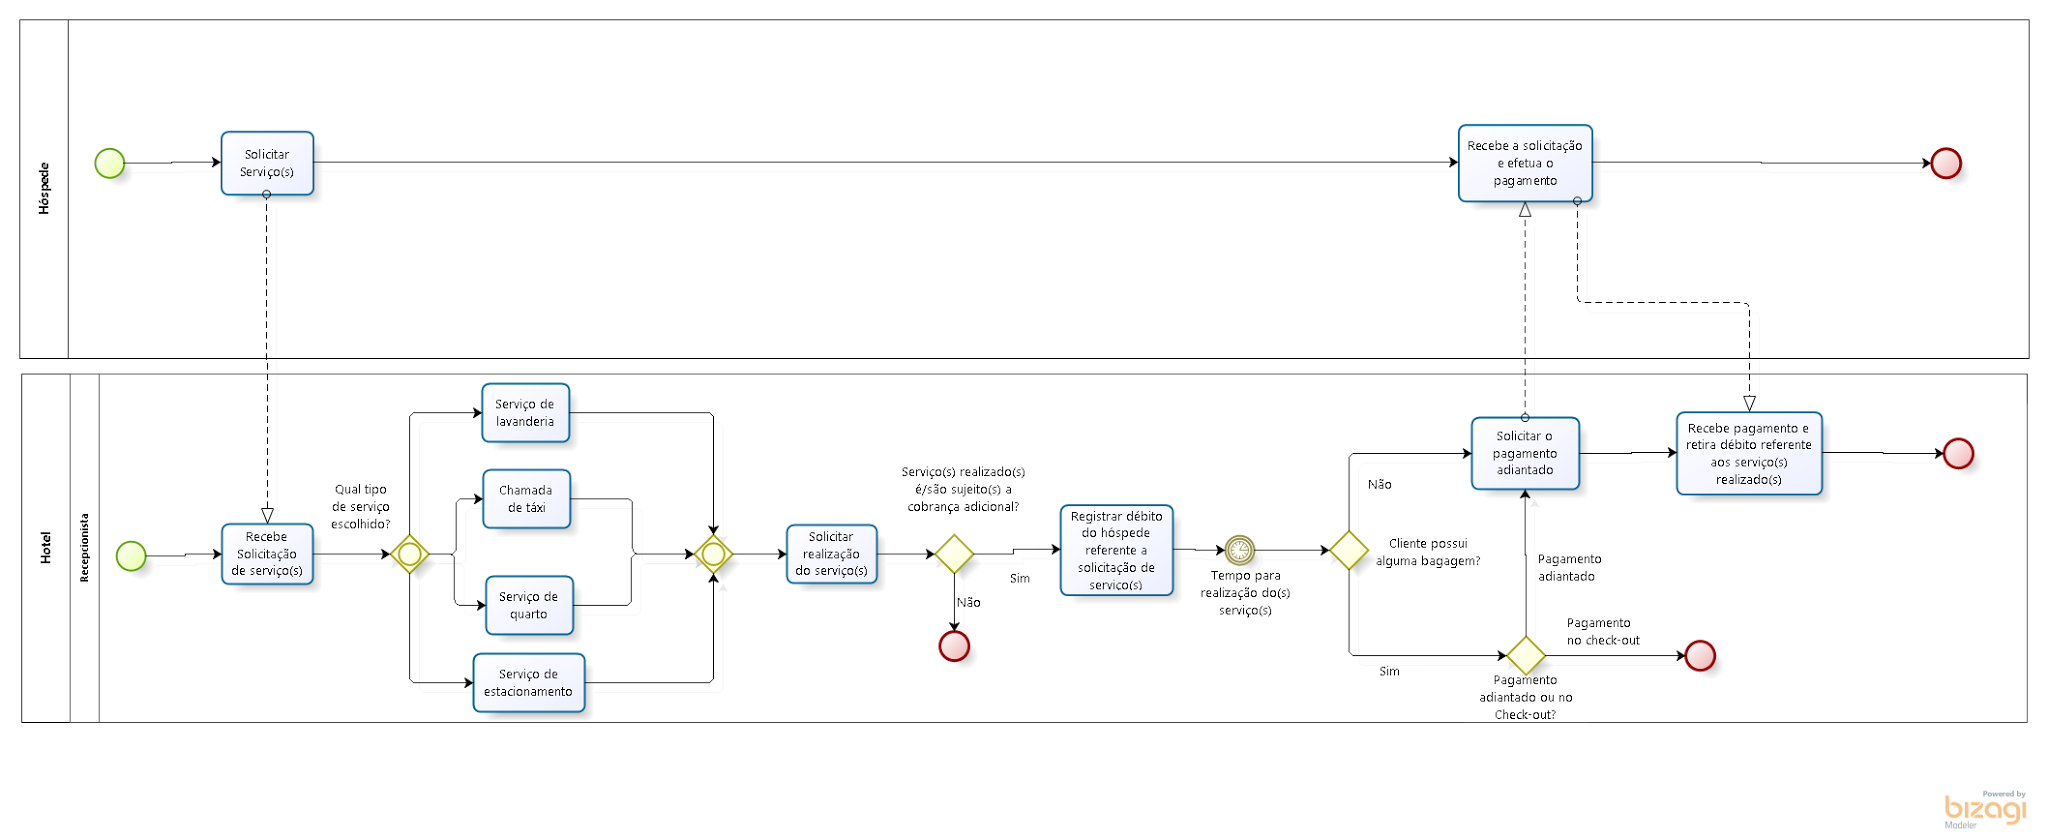 Hóspede
Solicitar
Serviço(s)
Recebe a solicitação
e efetua o
pagamento
Hotel
Recepcionista
Recebe
Solicitação
de serviço(s)
Qual tipo
de serviço
escolhido?
Serviço de
lavanderia
Chamada
de táxi
Serviço de
quarto
Serviço de
estacionamento
Solicitar
realização
do serviço(s)
Serviço(s) realizado(s)
é/são sujeito(s) a
cobrança adicional?
Sim
Não
Registrar débito
do hóspede
referente a
solicitação de
serviço(s)
Tempo para
realização do(s)
serviço(s)
Cliente possui
alguma bagagem?
Não
Sim
Solicitar o
pagamento
adiantado
Pagamento
adiantado
Pagamento
no check-out
Pagamento
adiantado ou no
Check-out?
Recebe pagamento e
retira débito referente
aos serviço(s)
realizado(s)
Powered by
bizagi
Modeler